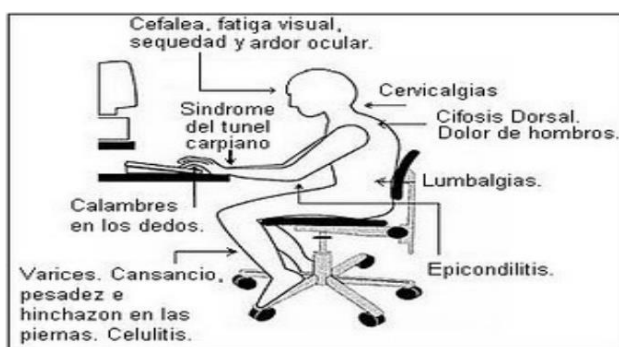 Cefalea, fatiga visual,
sequedad y ardor ocular.
Cervicalgias
Sindrome
del tunel
carpiano
Cifosis Dorsal.
Dolor de hombros.
Lumbalgias.
Calambres
en los dedos.
Epicondilitis.
Varices. Cansancio,
pesadez e
hinchazon en las
piernas. Celulitis.